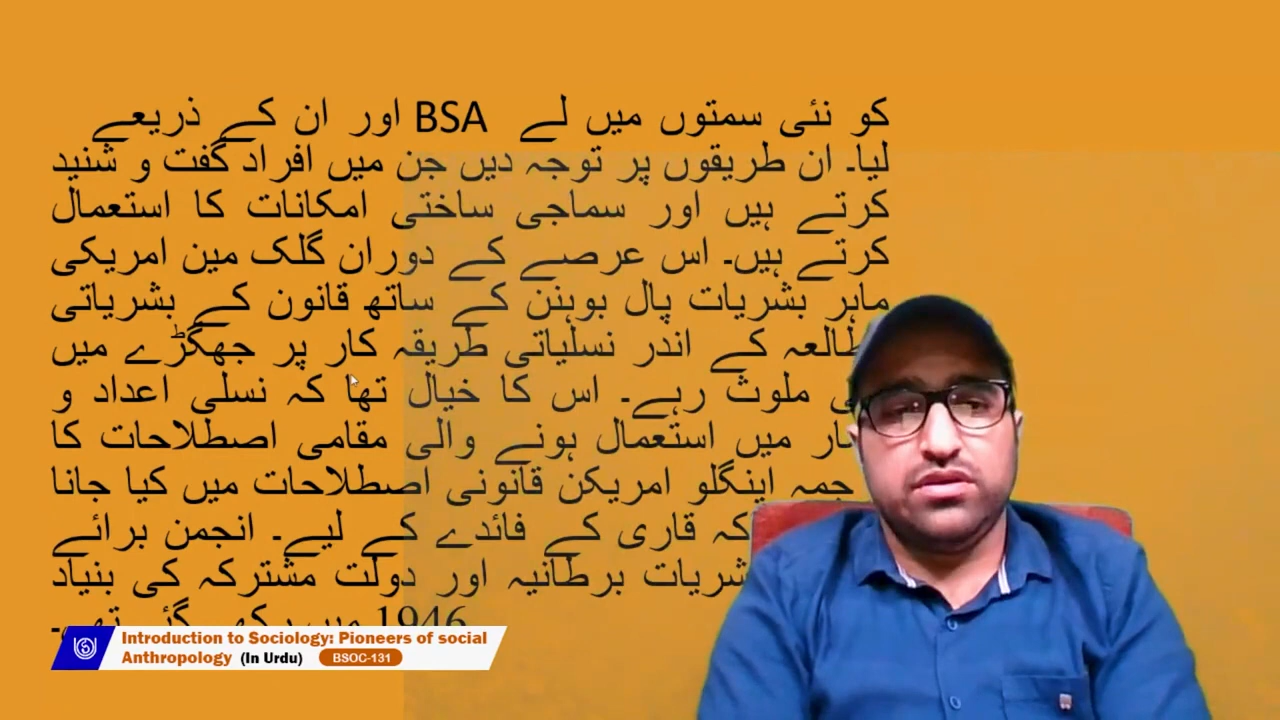 اور ان کے ذریعے BSA کو نئی سمتوں میں لے
لیا۔ ان طریقوں پر توجہ دیں جن میں افراد گفت و شنید
کرتے ہیں اور سماجی ساختی امکانات کا استعمال
کرتے ہیں۔ اس عرصے کے دوران گلک مین امریکی
ماہر بشریات پال بوہنن کے ساتھ قانون کے بشریاتی
کے اندر نسلیاتی طریقہ کار پر جھگڑے میں
ملوث رہے۔ اس کا خیال تھا کہ نسلی اعداد و
میں استعمال ہونے والی مقامی اصطلاحات کا
اینگلو امریکن قانونی اصطلاحات میں کیا جانا
کہ قاری کے فائدے کے لیے۔ انجمن برائے
برطانیہ اور دولت مشترکہ کی بنیاد
1946 میں رکھی گئی تھی۔
Introduction to Sociology: Pioneers of social
Anthropology (In Urdu) BSOC-131